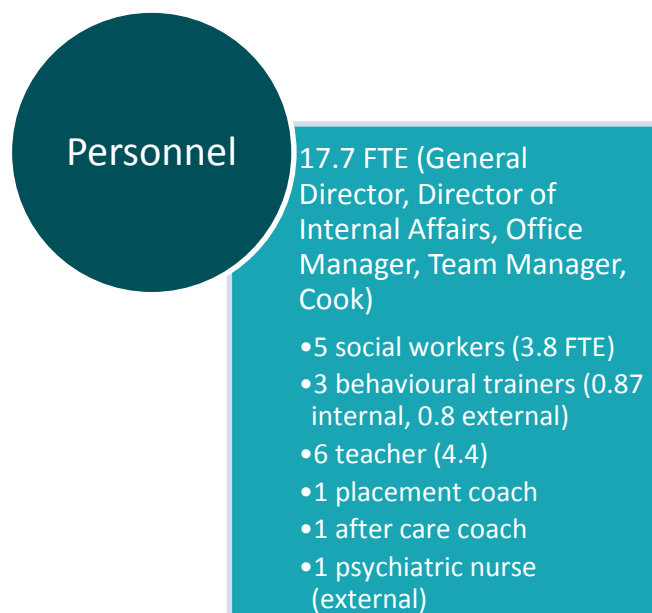 Personnel
17.7 FTE (General
Director, Director of
Internal Affairs, Office
Manager, Team Manager,
Cook)
•5 social workers (3.8 FTE)
•3 behavioural trainers (0.87
internal, 0.8 external)
•6 teacher (4.4)
•1 placement coach
•1 after care coach
•1 psychiatric nurse
(external)